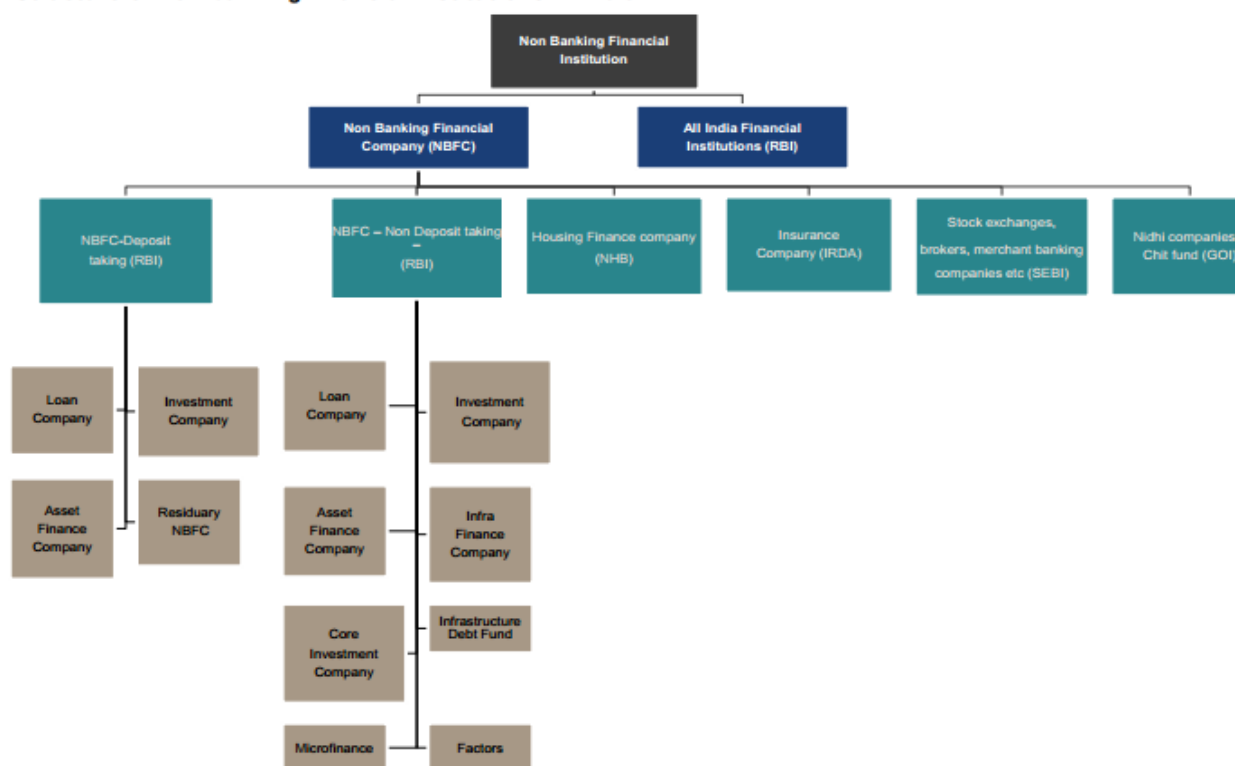 Non Banking Financial
Institution
Non Banking Financial
Company (NBFC)
All India Financial
Institutions (RBI)
NBFC-Deposit
taking (RBI)
NBFC – Non Deposit taking
–
(RBI)
Housing Finance company
(NHB)
Insurance
Company (IRDA)
Stock exchanges,
brokers, merchant banking
companies etc (SEBI)
Nidhi companies
Chit fund (GOI)
Loan
Company
Investment
Company
Loan
Company
Investment
Company
Asset
Finance
Company
Residuary
NBFC
Asset
Finance
Company
Infra
Finance
Company
Core
Investment
Company
Infrastructure
Debt Fund
Microfinance
Factors